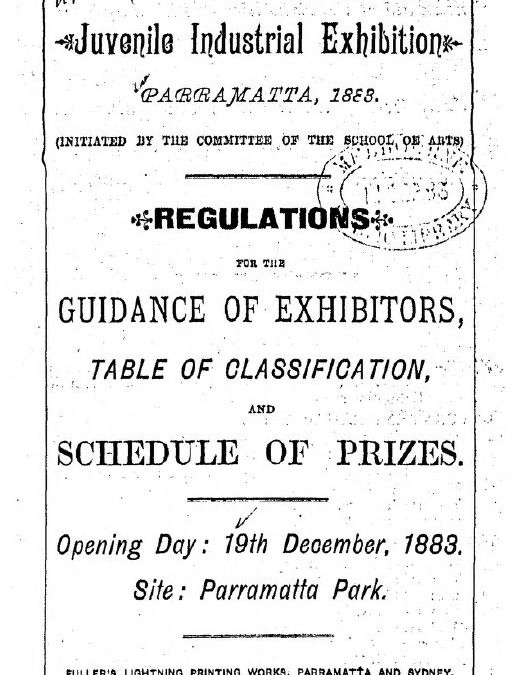 Juvenile Industrial Exhibition
PARRAMATTA, 1883.
(INITIATED BY THE COMMITTEE OF THE SCHOOL OF ARTS)
REGULATIONS
FOR THE
GUIDANCE OF EXHIBITORS,
TABLE OF CLASSIFICATION,
AND
SCHEDULE OF PRIZES.
Opening Day: 19th December, 1883.
Site: Parramatta Park.
FULLER'S LIGHTNING PRINTING WORKS, PARRAMATTA AND SYDNEY.